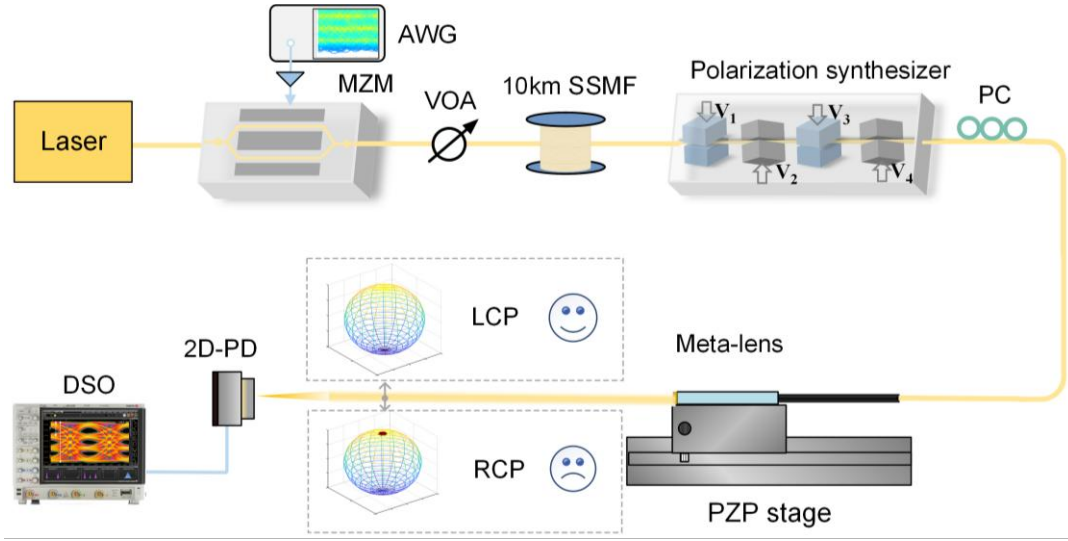 AWG
MZM
Laser
VOA
10km SSMF
Polarization synthesizer
V1
V2
V3
V4
PC
LCP
RCP
2D-PD
DSO
Meta-lens
PZP stage